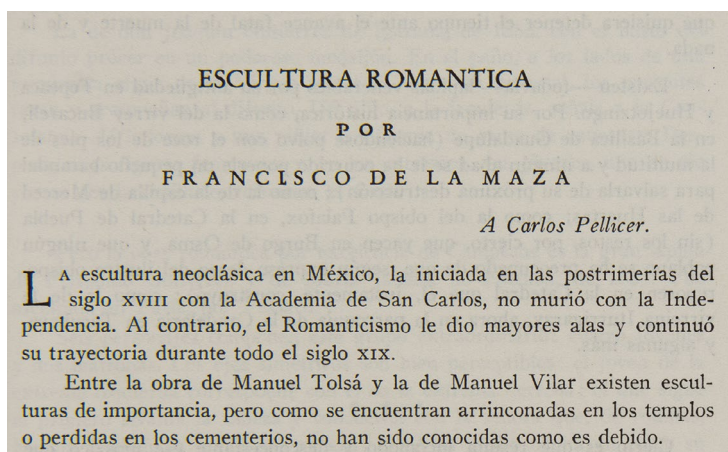 ESCULTURA ROMANTICA
POR
FRANCISCO DE LA MAZA
A Carlos Pellicer.
LA escultura neoclásica en México, la iniciada en las postrimerías del
siglo XVIII con la Academia de San Carlos, no murió con la Inde-
pendencia. Al contrario, el Romanticismo le dio mayores alas y continuó
su trayectoria durante todo el siglo XIX.
Entre la obra de Manuel Tolsá y la de Manuel Vilar existen escul-
turas de importancia, pero como se encuentran arrinconadas en los templos
o perdidas en los cementerios, no han sido conocidas como es debido.